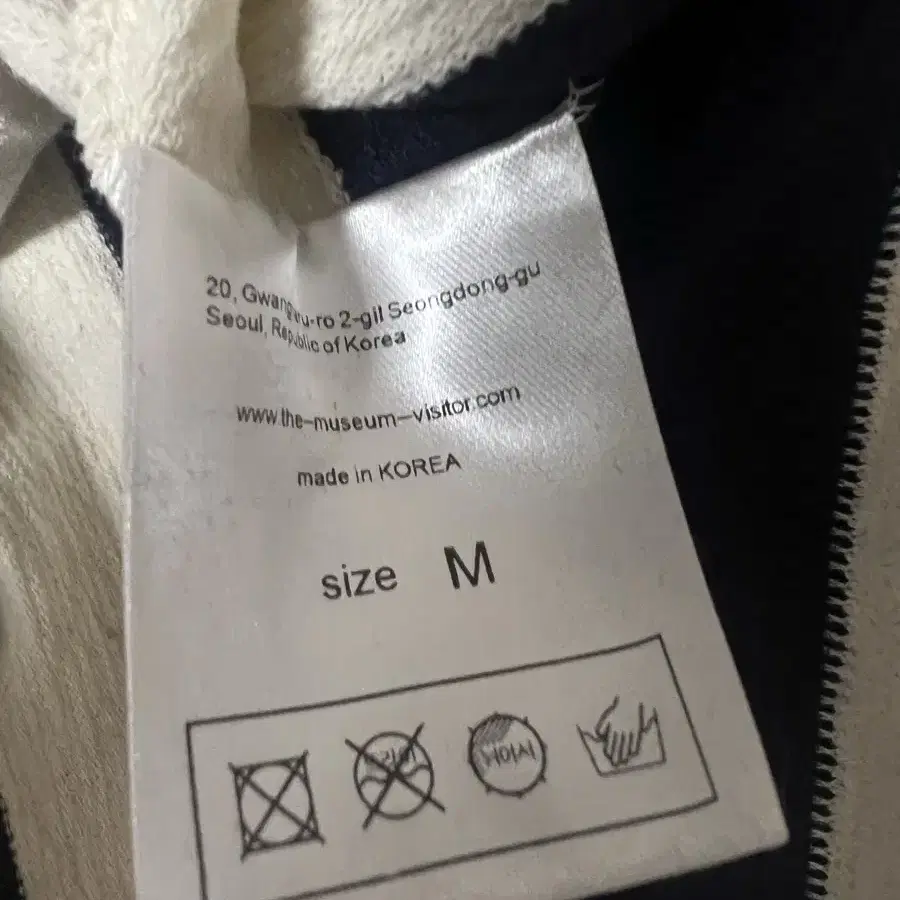 20, Gwangnaru-ro 2-gil Seongdong-gu
Seoul, Republic of Korea
www.the-museum-visitor.com
made in KOREA
size M